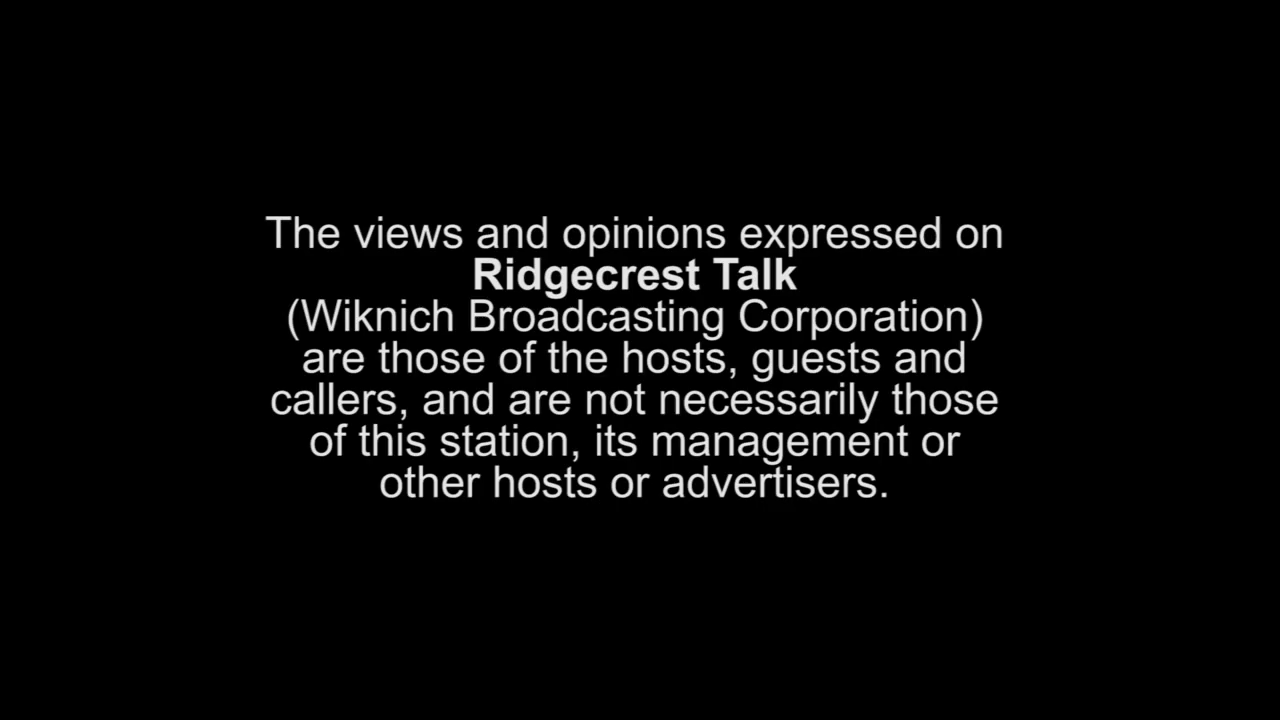 The views and opinions expressed on
Ridgecrest Talk
(Wiknich Broadcasting Corporation)
are those of the hosts, guests and
callers, and are not necessarily those
of this station, its management or
other hosts or advertisers.